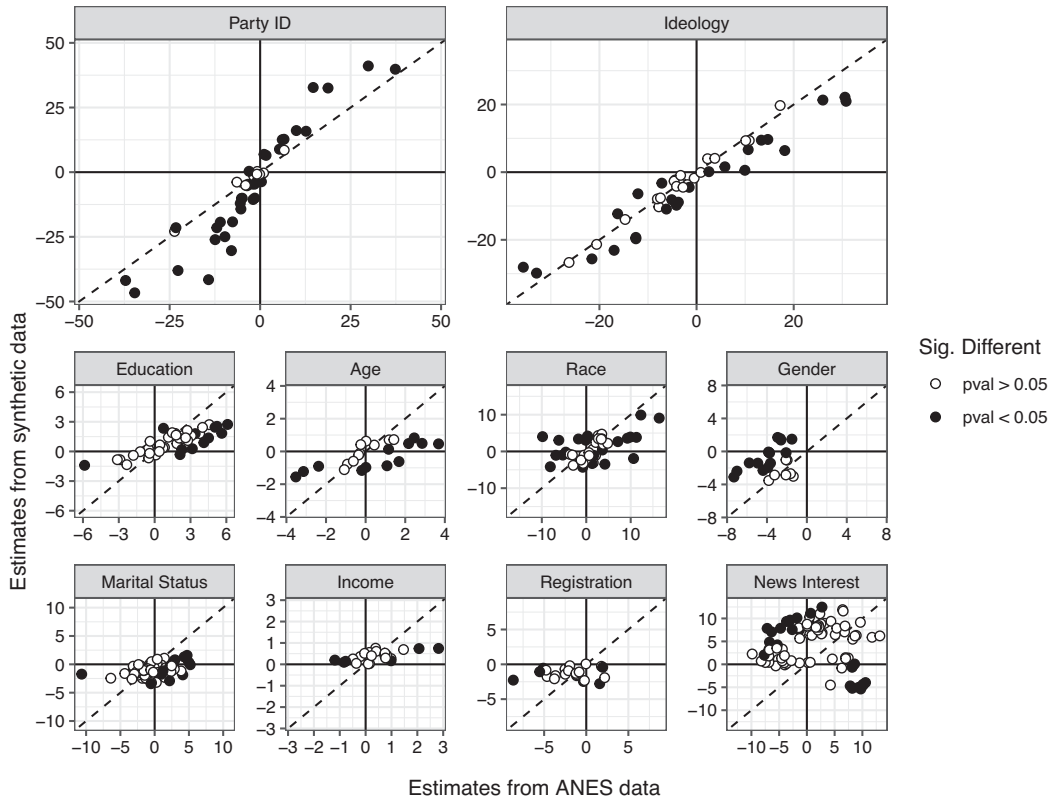 Party ID
Ideology
50
25
0
−25
−50
−50 −25 0 25 50
20
0
−20
−20 0 20
Estimates from synthetic data
Education
Age
Race
Gender
6
3
0
−3
−6
−6 −3 0 3 6
4
2
0
−2
−4
−4 −2 0 2 4
10
0
−10
−10 0 10
8
4
0
−4
−8
−8 −4 0 4 8
Marital Status
Income
Registration
News Interest
10
5
0
−5
−10
−10 −5 0 5 10
3
2
1
0
−1
−2
−3
−3 −2 −1 0 1 2 3
5
0
−5
−5 0 5
10
5
0
−5
−10
−10 −5 0 5 10
Estimates from ANES data
Sig. Different
pval > 0.05
pval < 0.05